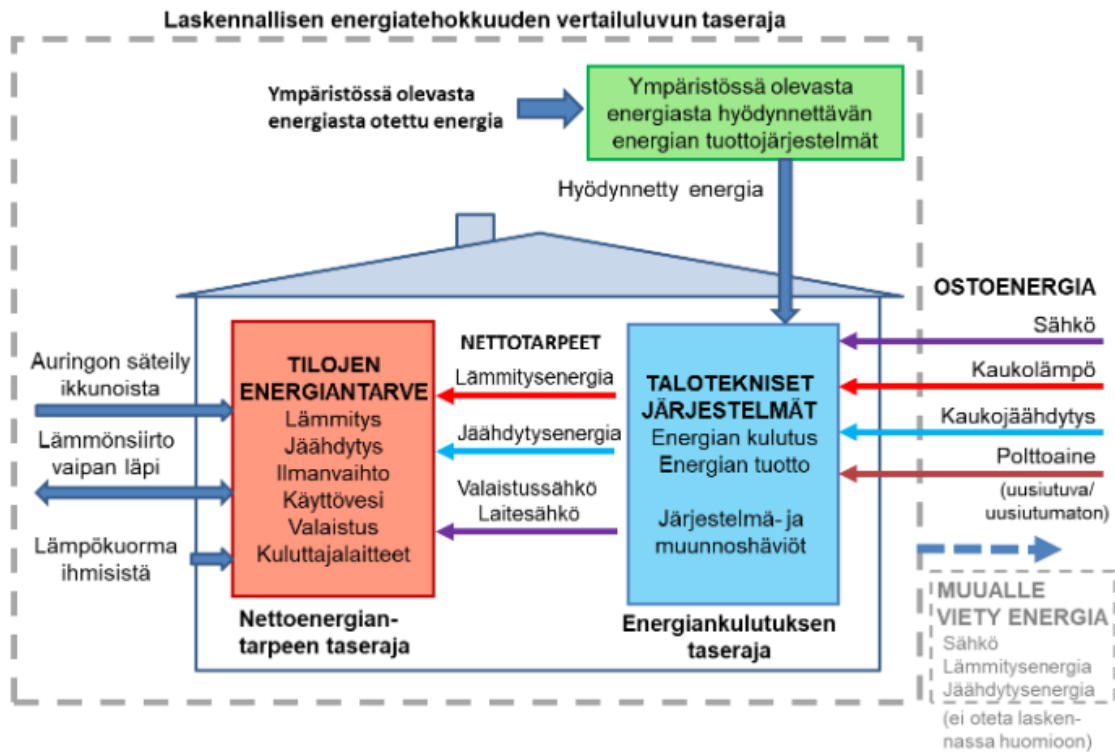 Laskennallisen energiatehokkuuden vertailuluvun taseraja
Ympäristössä olevasta
energiasta otettu energia
Ympäristössä olevasta
energiasta hyödynnettävän
energian tuottojärjestelmät
Hyödynnetty energia
OSTOENERGIA
Sähkö
Kaukolämpö
Kaukojäähdytys
Polttoaine
(uusiutuva/
uusiutumaton)
Auringon säteily
ikkunoista
Lämmönsiirto
vaipan läpi
Lämpökuorma
ihmisistä
TILOJEN
ENERGIANTARVE
Lämmitys
Jäähdytys
Ilmanvaihto
Käyttövesi
Valaistus
Kuluttajalaitteet
NETTOTARPEET
Lämmitysenergia
Jäähdytysenergia
Valaistussähkö
Laitesähkö
TALOTEKNISET
JÄRJESTELMÄT
Energian kulutus
Energian tuotto
Järjestelmä- ja
muunnoshäviöt
Nettoenergian-
tarpeen taseraja
Energiankulutuksen
taseraja
MUUALLE
VIETY ENERGIA
Sähkö
Lämmitysenergia
Jäähdytysenergia
(ei oteta lasken-
nassa huomioon)